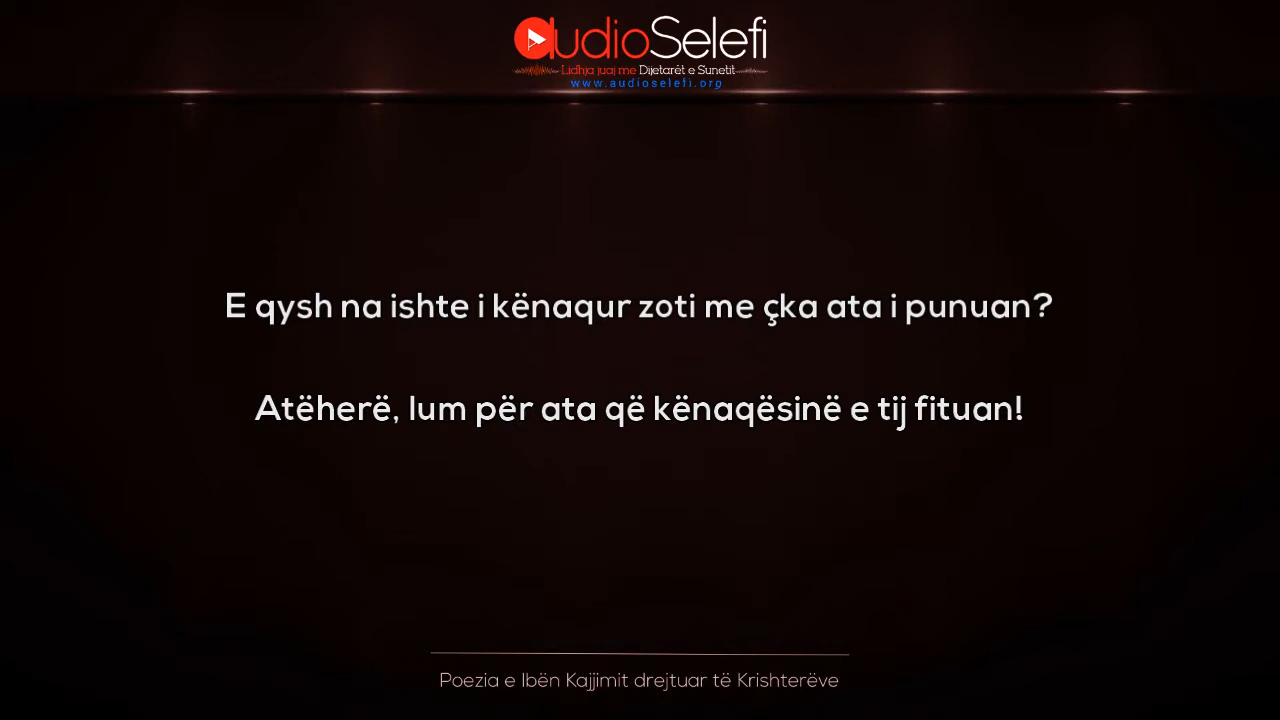 audioSelefi
Lidhja juaj me Dijetarët e Sunetit
www.audioselefi.org
E qysh na ishte i kënaqur zoti me çka ata i punuan?
Atëherë, lum për ata që kënaqësinë e tij fituan!
Poezia e Ibën Kajjimit drejtuar të Krishterëve